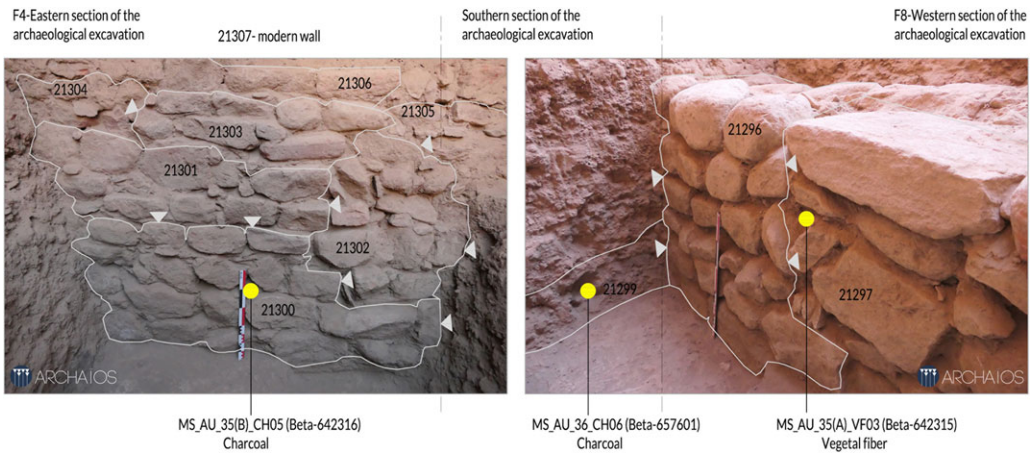 F4-Eastern section of the
archaeological excavation
21307- modern wall
Southern section of the
archaeological excavation
F8-Western section of the
archaeological excavation
21304
21306
21305
21303
21301
21302
21300
ARCHAIOS
21296
21299
21297
ARCHAIOS
MS_AU_35(B)_CH05 (Beta-642316)
Charcoal
MS_AU_36_CH06 (Beta-657601)
Charcoal
MS_AU_35(A)_VF03 (Beta-642315)
Vegetal fiber